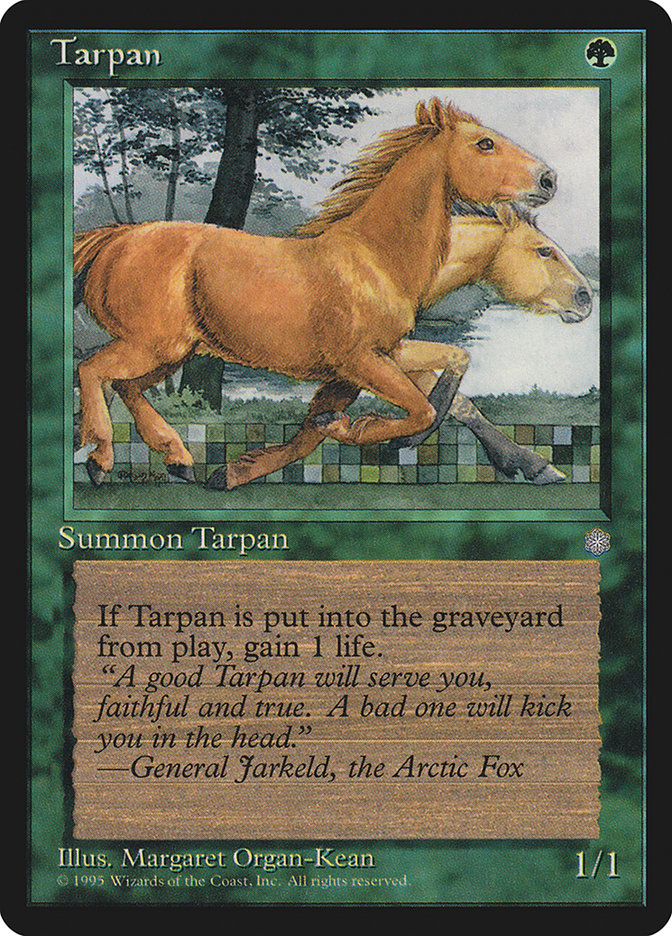 Tarpan
Summon Tarpan
If Tarpan is put into the graveyard
from play, gain 1 life.
“A good Tarpan will serve you,
faithful and true. A bad one will kick
you in the head.”
—General Jarkeld, the Arctic Fox
Illus. Margaret Organ-Kean
1/1
© 1995 Wizards of the Coast, Inc. All rights reserved.